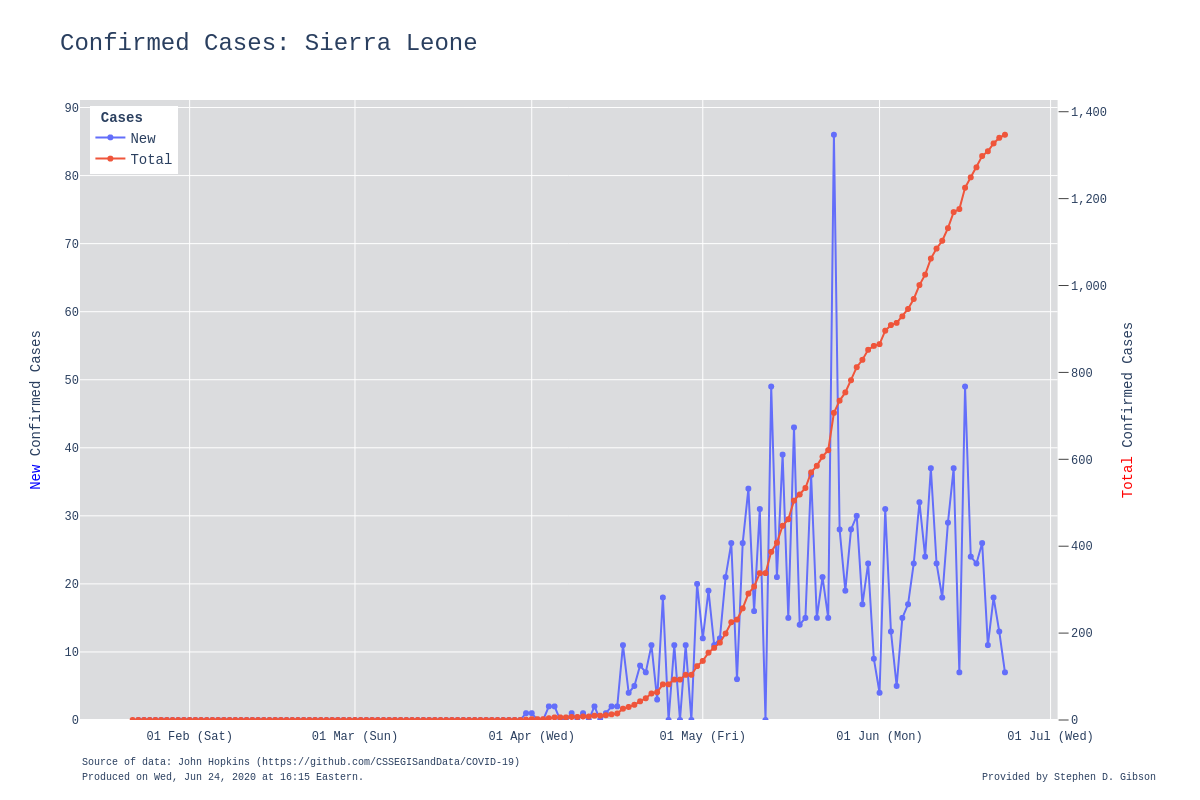 Confirmed Cases: Sierra Leone
Cases
New
Total
90
80
70
60
50
40
30
20
10
0
1,400
1,200
1,000
800
600
400
200
0
New Confirmed Cases
Total Confirmed Cases
01 Feb (Sat)
01 Mar (Sun)
01 Apr (Wed)
01 May (Fri)
01 Jun (Mon)
01 Jul (Wed)
Source of data: John Hopkins (https://github.com/CSSEGISandData/COVID-19)
Produced on Wed, Jun 24, 2020 at 16:15 Eastern.
Provided by Stephen D. Gibson